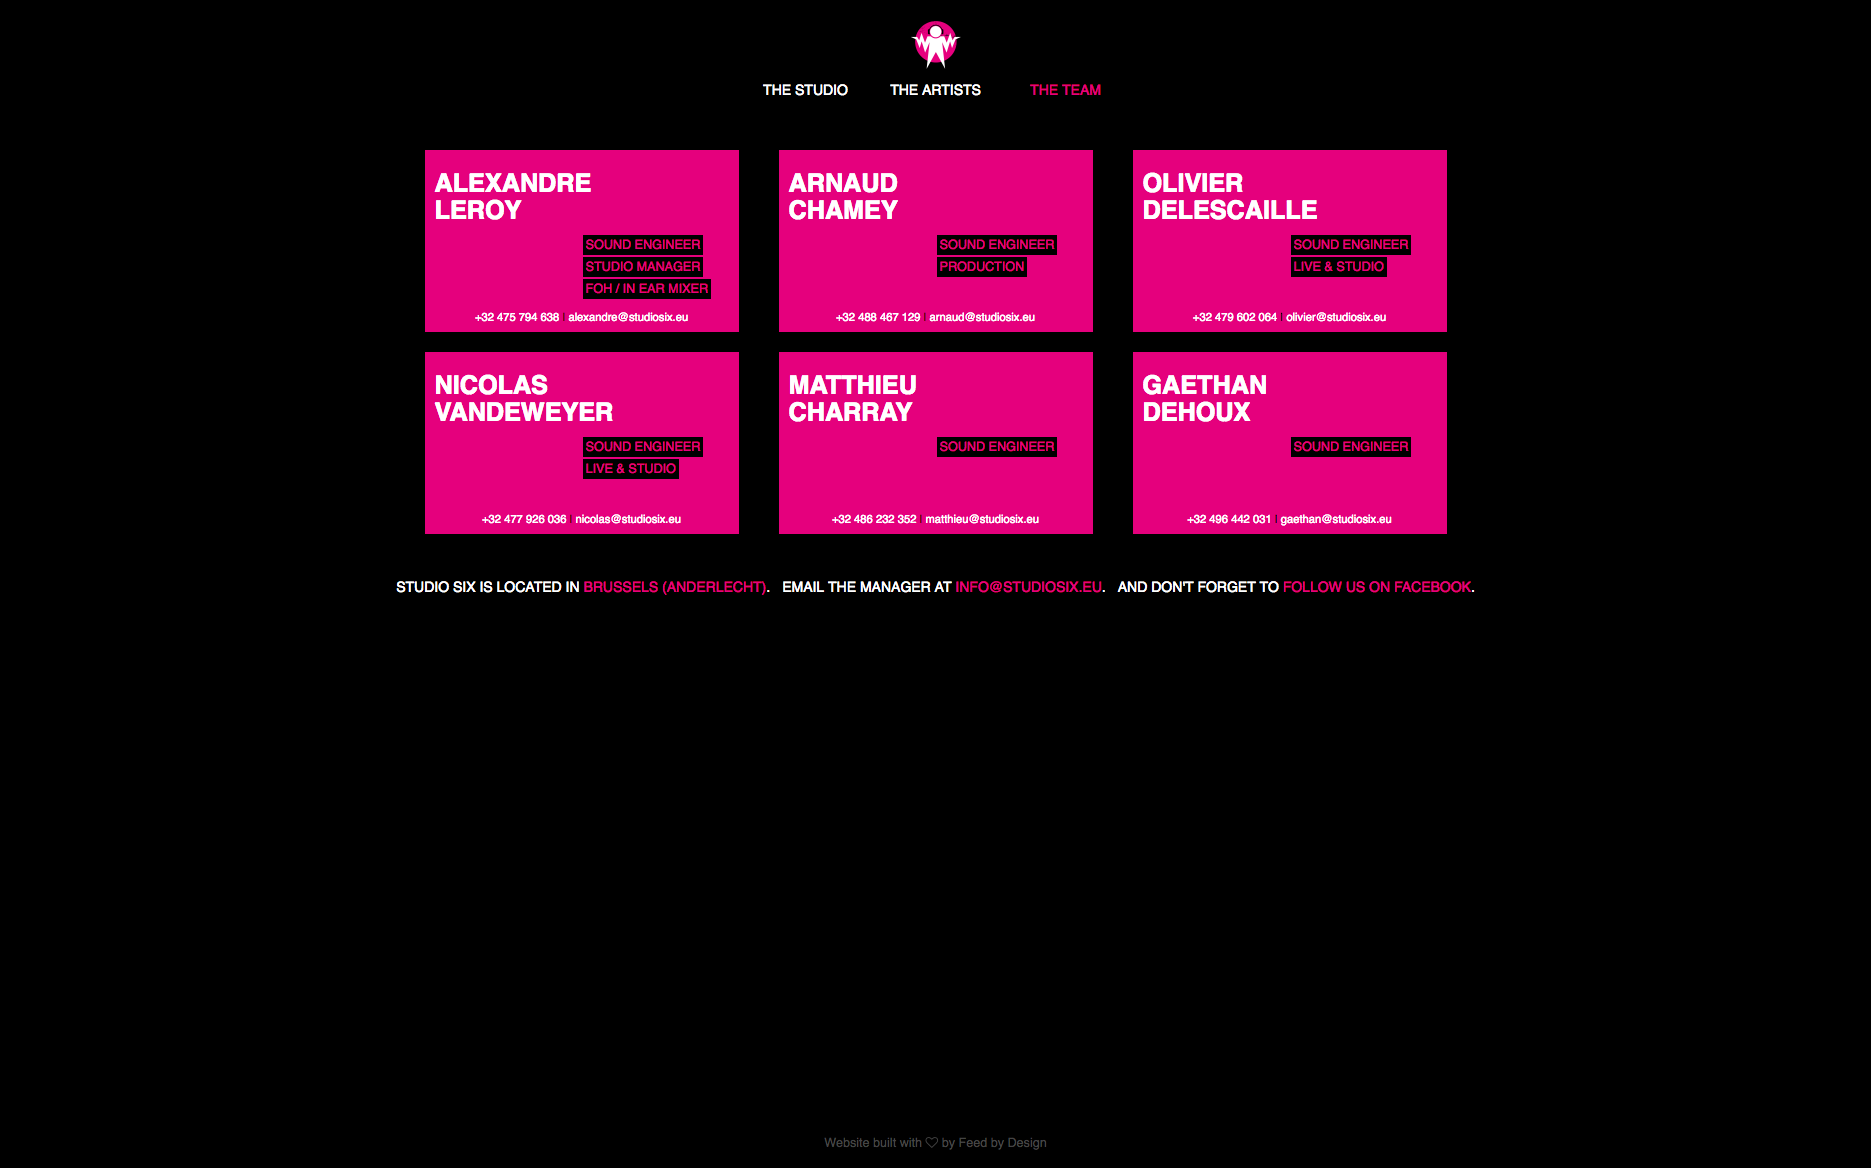 THE STUDIO THE ARTISTS THE TEAM
ALEXANDRE
LEROY
SOUND ENGINEER
STUDIO MANAGER
FOH / IN EAR MIXER
+32 475 794 638 | alexandre@studiosix.eu
ARNAUD
CHAMEY
SOUND ENGINEER
PRODUCTION
+32 488 467 129 | arnaud@studiosix.eu
OLIVIER
DELESCAILLE
SOUND ENGINEER
LIVE & STUDIO
+32 479 602 064 | olivier@studiosix.eu
NICOLAS
VANDEWEYER
SOUND ENGINEER
LIVE & STUDIO
+32 477 926 036 | nicolas@studiosix.eu
MATTHIEU
CHARRAY
SOUND ENGINEER
+32 486 232 352 | matthieu@studiosix.eu
GAETHAN
DEHOUX
SOUND ENGINEER
+32 496 442 031 | gaethan@studiosix.eu
STUDIO SIX IS LOCATED IN BRUSSELS (ANDERLECHT). EMAIL THE MANAGER AT INFO@STUDIOSIX.EU. AND DON'T FORGET TO FOLLOW US ON FACEBOOK.
Website built with ♡ by Feed by Design